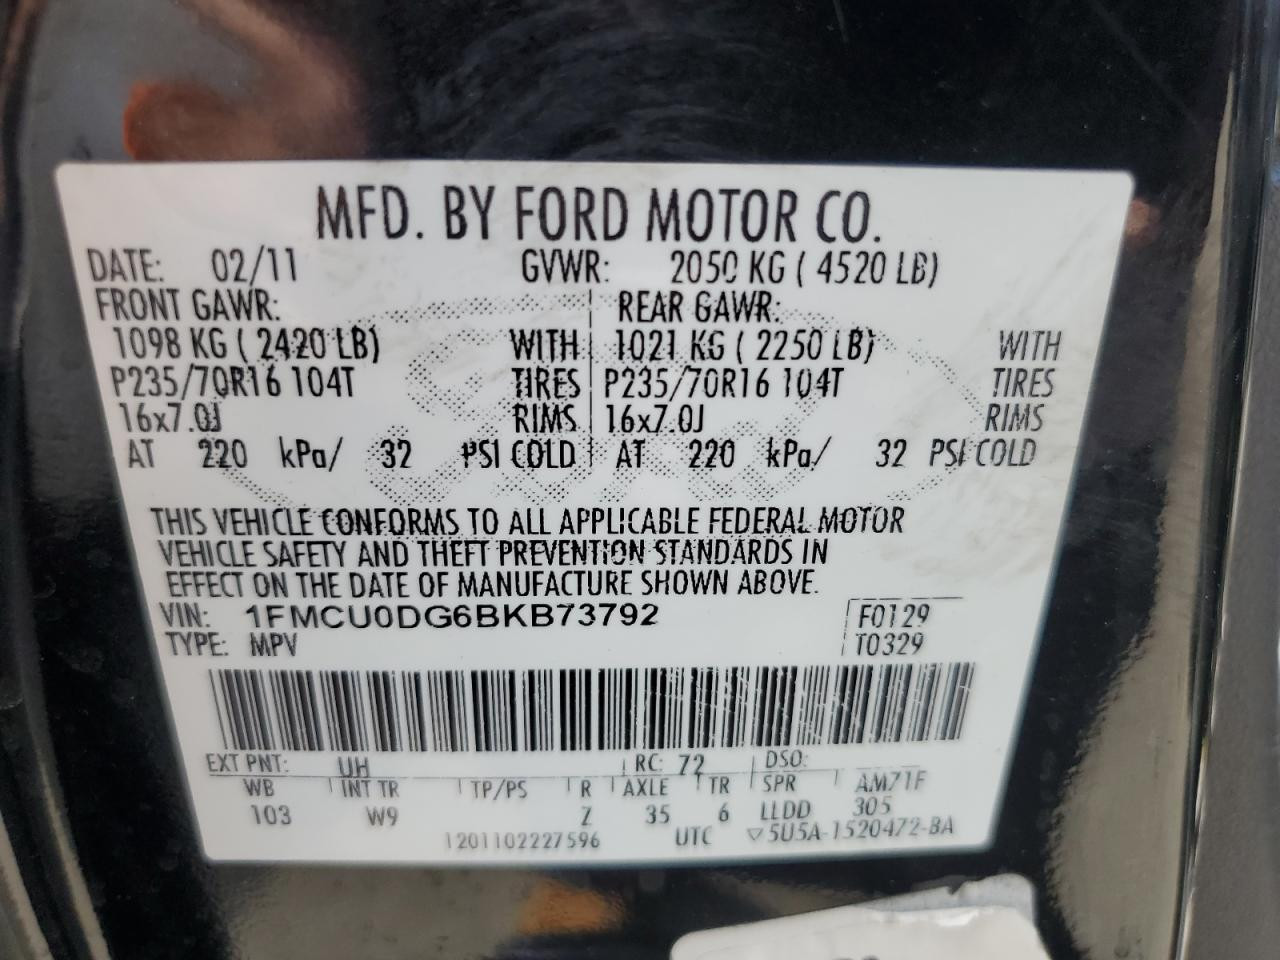 MFD. BY FORD MOTOR CO.
DATE: 02/11 GVWR: 2050 KG ( 4520 LB)
FRONT GAWR: REAR GAWR:
1098 KG ( 2420 LB) WITH 1021 KG ( 2250 LB) WITH
P235/70R16 104T TIRES P235/70R16 104T TIRES
16x7.0J RIMS 16x7.0J RIMS
AT 220 kPa/ 32 PSI COLD AT 220 kPa/ 32 PSI COLD
THIS VEHICLE CONFORMS TO ALL APPLICABLE FEDERAL MOTOR
VEHICLE SAFETY AND THEFT PREVENTION STANDARDS IN
EFFECT ON THE DATE OF MANUFACTURE SHOWN ABOVE.
VIN: 1FMCU0DG6BKB73792 F0129
TYPE: MPV T0329
EXT PNT: UH RC: 72 DSO:
WB INT TR TP/PS R AXLE TR SPR AM71F
103 W9 Z 35 6 LLDD 305
1201102227596 UTC ▽5U5A-1520472-BA